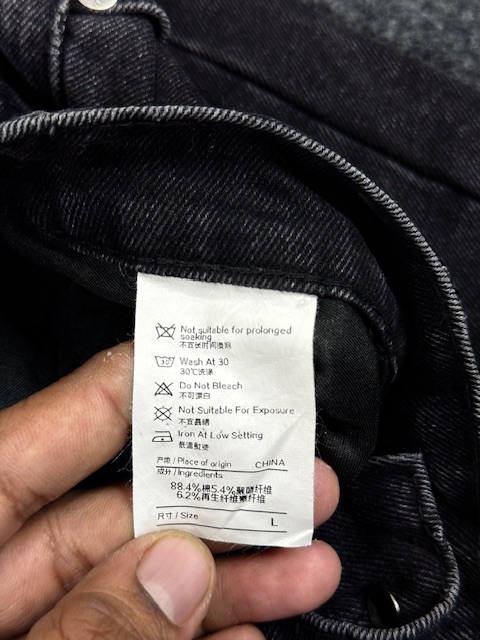 Not suitable for prolonged
soaking
不宜长时间浸泡
30
Wash At 30
30℃洗涤
Do Not Bleach
不可漂白
Not Suitable For Exposure
不宜晶晒
Iron At Low Setting
低温熨烫
产地 / Place of origin CHINA
成分 / Ingredients
88.4%棉5.4%聚酯纤维
6.2%再生纤维素纤维
尺寸 / Size L